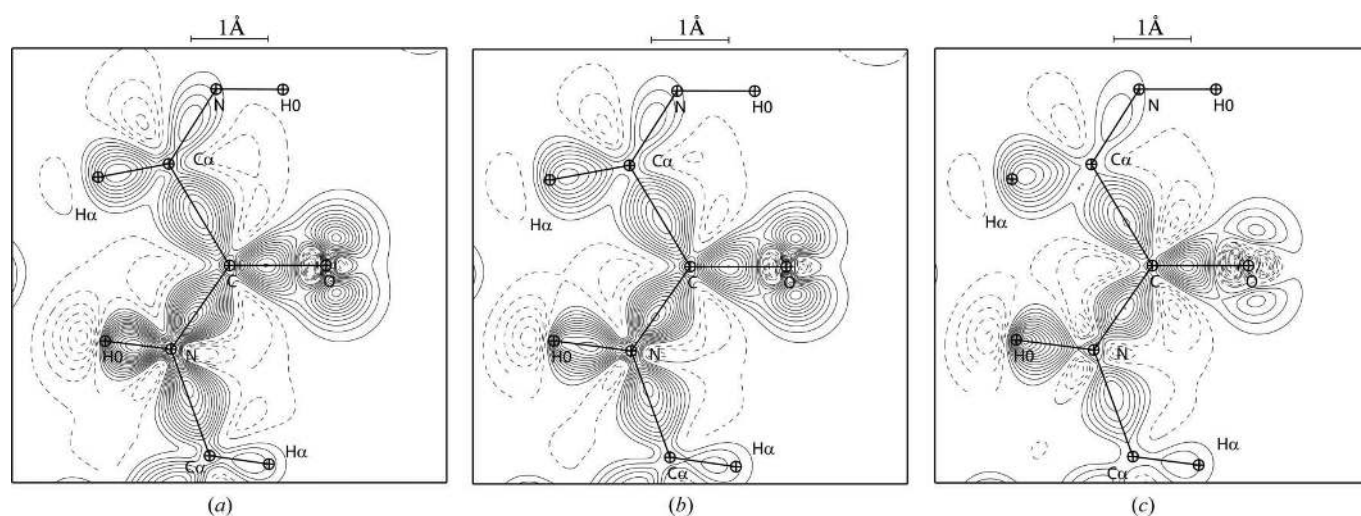 1Å 1Å 1Å
N H0 N H0 N H0
Cα Cα Cα
Hα Hα Hα
C O C O C O
H0 N H0 N H0 N
Cα Hα Cα Hα Cα Hα
(a) (b) (c)